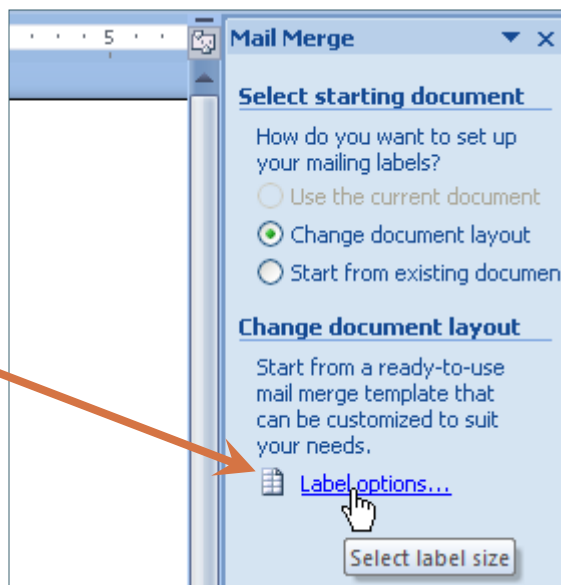 5
Mail Merge
Select starting document
How do you want to set up
your mailing labels?
Use the current document
Change document layout
Start from existing documen
Change document layout
Start from a ready-to-use
mail merge template that
can be customized to suit
your needs.
Label options...
Select label size